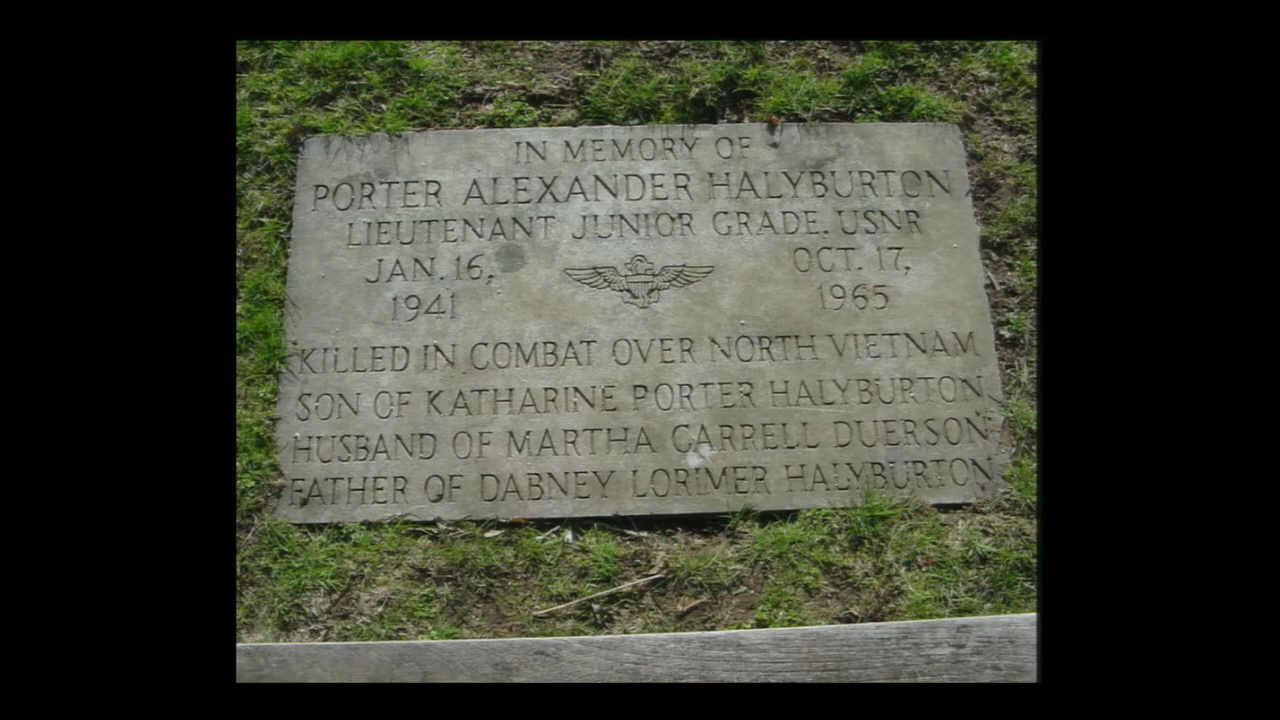 IN MEMORY OF
PORTER ALEXANDER HALYBURTON
LIEUTENANT JUNIOR GRADE, USNR
JAN. 16, OCT. 17,
1941 1965
KILLED IN COMBAT OVER NORTH VIETNAM
SON OF KATHARINE PORTER HALYBURTON
HUSBAND OF MARTHA CARRELL DUERSON
FATHER OF DABNEY LORIMER HALYBURTON